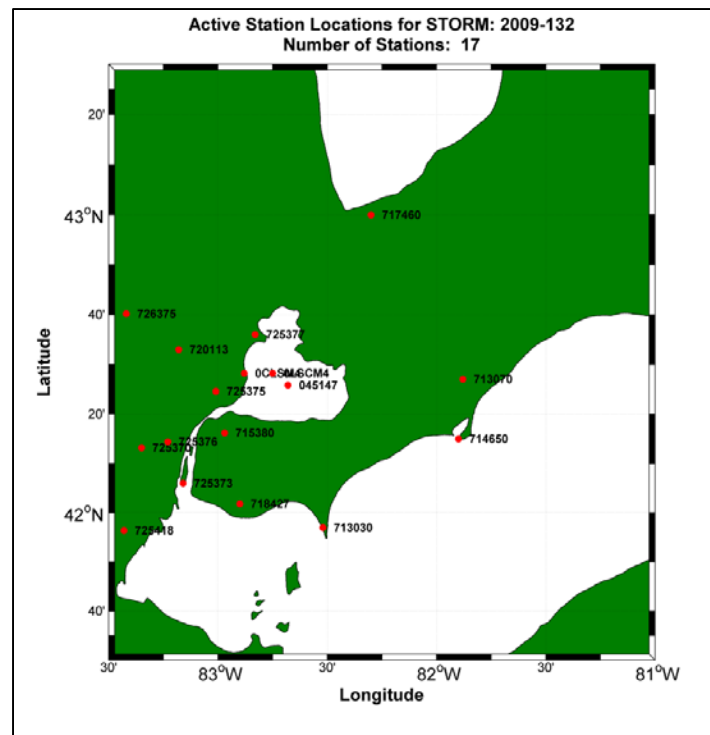 Active Station Locations for STORM: 2009-132
Number of Stations: 17
20'
43°N
717460
40'
726375
725377
720113
045147
713070
725375
20'
715380
714650
725376
725373
718427
42°N
713030
725418
40'
30'
83°W
30'
82°W
30'
81°W
Latitude
Longitude